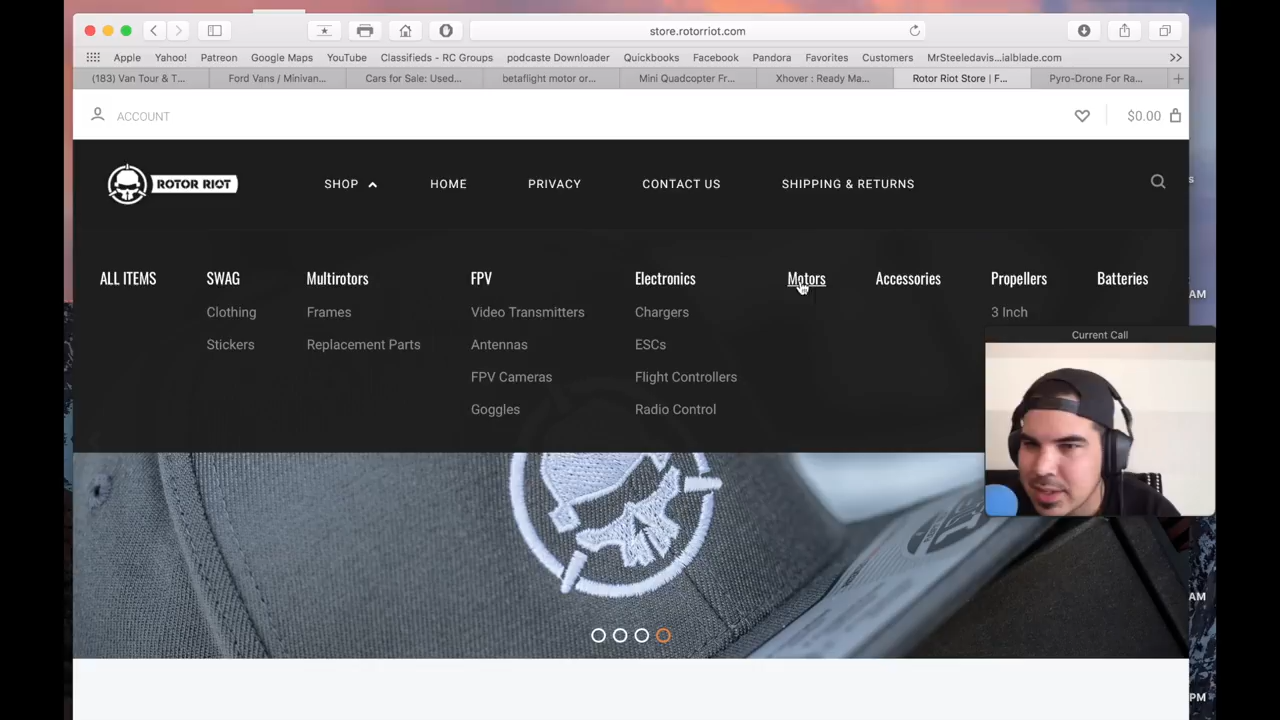 store.rotorriot.com
Apple Yahoo! Patreon Google Maps YouTube Classifieds - RC Groups podcaste Downloader Quickbooks Facebook Pandora Favorites Customers MrSteeledavis...ialblade.com
(183) Van Tour & T... Ford Vans / Minivan... Cars for Sale: Used... betaflight motor or... Mini Quadcopter Fr... Xhover : Ready Ma... Rotor Riot Store | F... Pyro-Drone For Ra...
ACCOUNT $0.00
ROTOR RIOT SHOP HOME PRIVACY CONTACT US SHIPPING & RETURNS
ALL ITEMS SWAG Multirotors FPV Electronics Motors Accessories Propellers Batteries
Clothing Frames Video Transmitters Chargers 3 Inch
Stickers Replacement Parts Antennas ESCs
FPV Cameras Flight Controllers
Goggles Radio Control
Current Call
AM
AM
PM